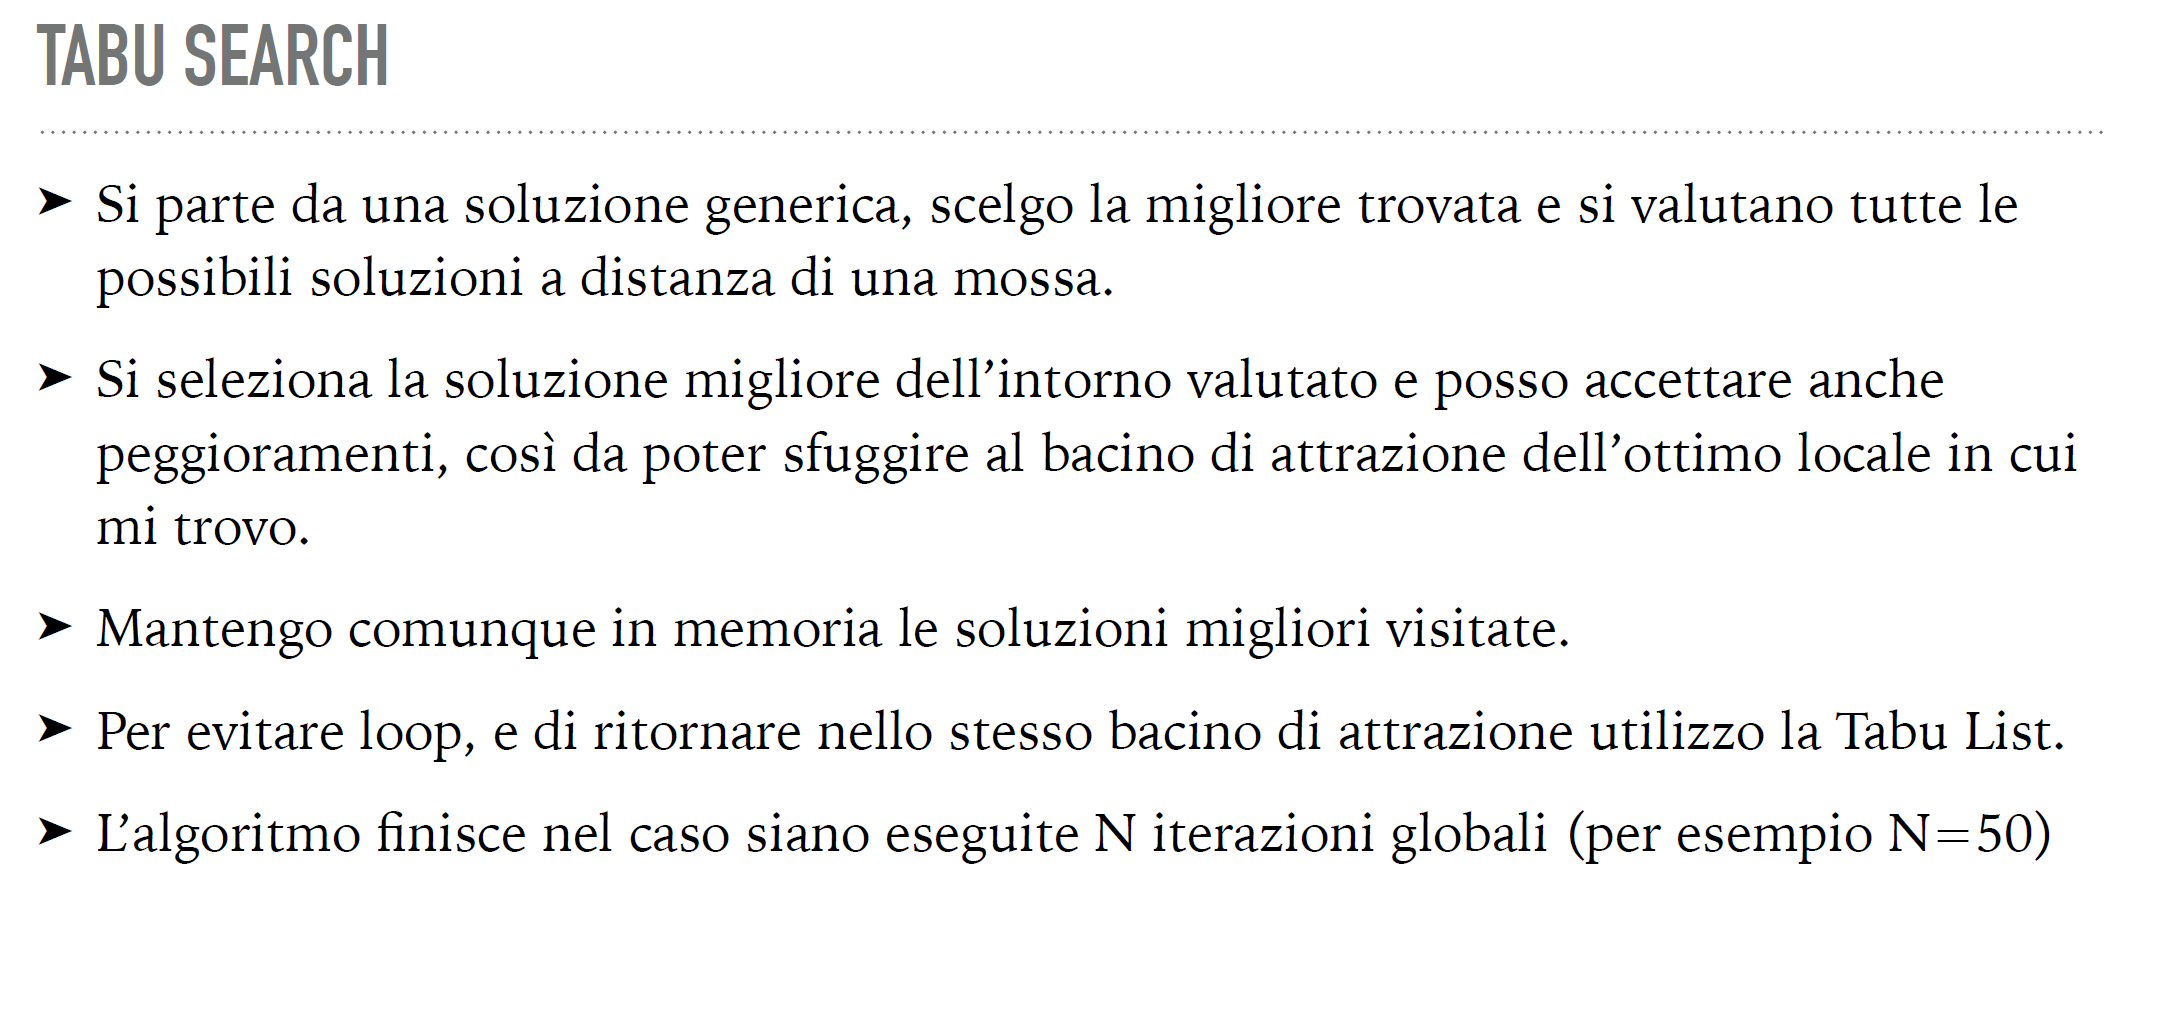 TABU SEARCH
➤ Si parte da una soluzione generica, scelgo la migliore trovata e si valutano tutte le
possibili soluzioni a distanza di una mossa.
➤ Si seleziona la soluzione migliore dell’intorno valutato e posso accettare anche
peggioramenti, così da poter sfuggire al bacino di attrazione dell’ottimo locale in cui
mi trovo.
➤ Mantengo comunque in memoria le soluzioni migliori visitate.
➤ Per evitare loop, e di ritornare nello stesso bacino di attrazione utilizzo la Tabu List.
➤ L’algoritmo finisce nel caso siano eseguite N iterazioni globali (per esempio N=50)